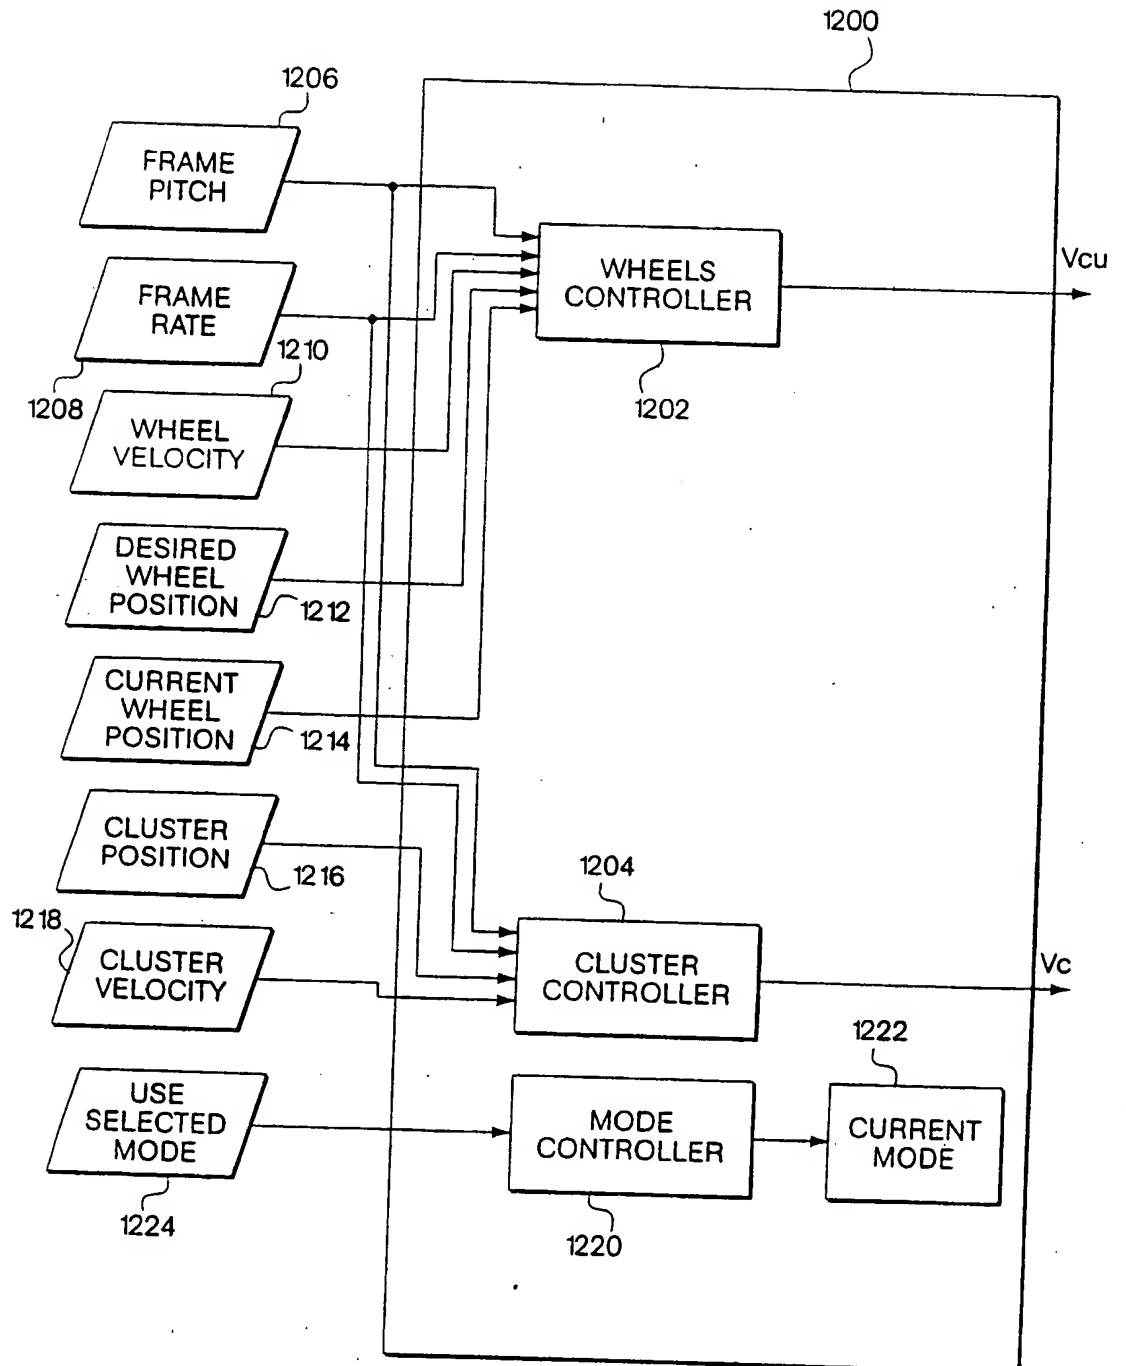 1200
1206
FRAME
PITCH
Vcu
WHEELS
CONTROLLER
FRAME
RATE
1210
1208
1202
WHEEL
VELOCITY
DESIRED
WHEEL
POSITION
1212
CURRENT
WHEEL
POSITION
1214
CLUSTER
POSITION
1216
1204
1218
CLUSTER
VELOCITY
CLUSTER
CONTROLLER
Vc
1222
USE
SELECTED
MODE
MODE
CONTROLLER
CURRENT
MODE
1224
1220